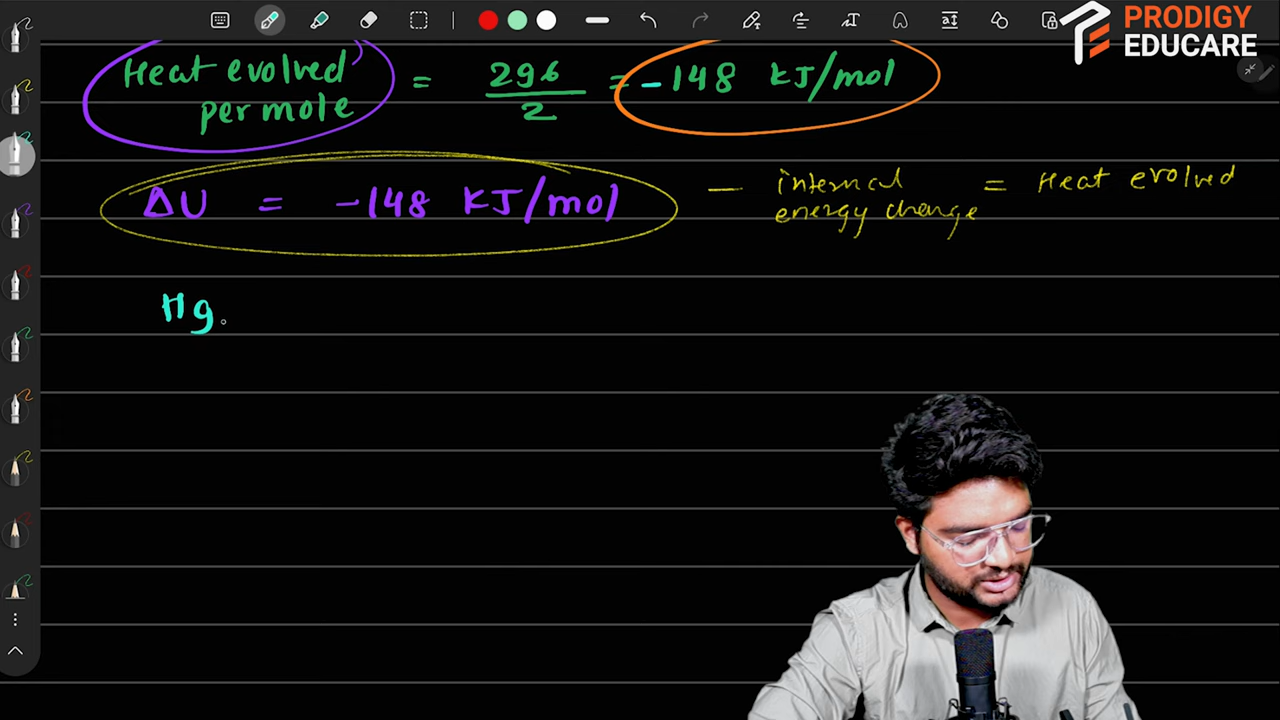 PRODIGY
EDUCARE
Heat evolved = 296 = -148 KJ/mol
per mole 2
ΔU = -148 KJ/mol - internal = Heat evolved
energy change
Hg